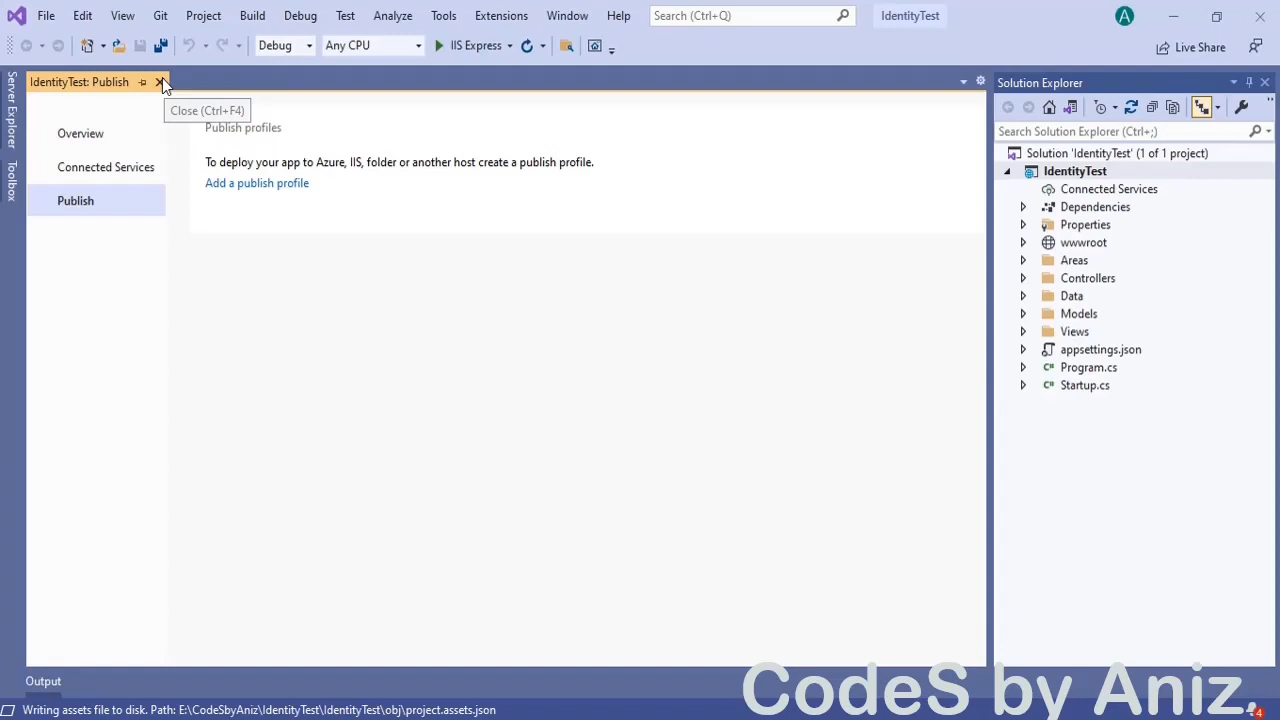 File Edit View Git Project Build Debug Test Analyze Tools Extensions Window Help Search (Ctrl+Q) IdentityTest A
Debug Any CPU IIS Express Live Share
IdentityTest: Publish
Close (Ctrl+F4)
Server Explorer
Toolbox
Overview
Connected Services
Publish
Publish profiles
To deploy your app to Azure, IIS, folder or another host create a publish profile.
Add a publish profile
Solution Explorer
Search Solution Explorer (Ctrl+;)
Solution 'IdentityTest' (1 of 1 project)
IdentityTest
Connected Services
Dependencies
Properties
wwwroot
Areas
Controllers
Data
Models
Views
appsettings.json
Program.cs
Startup.cs
Output
CodeS by Aniz.
Writing assets file to disk. Path: E:\CodeSbyAniz\IdentityTest\IdentityTest\obj\project.assets.json
4